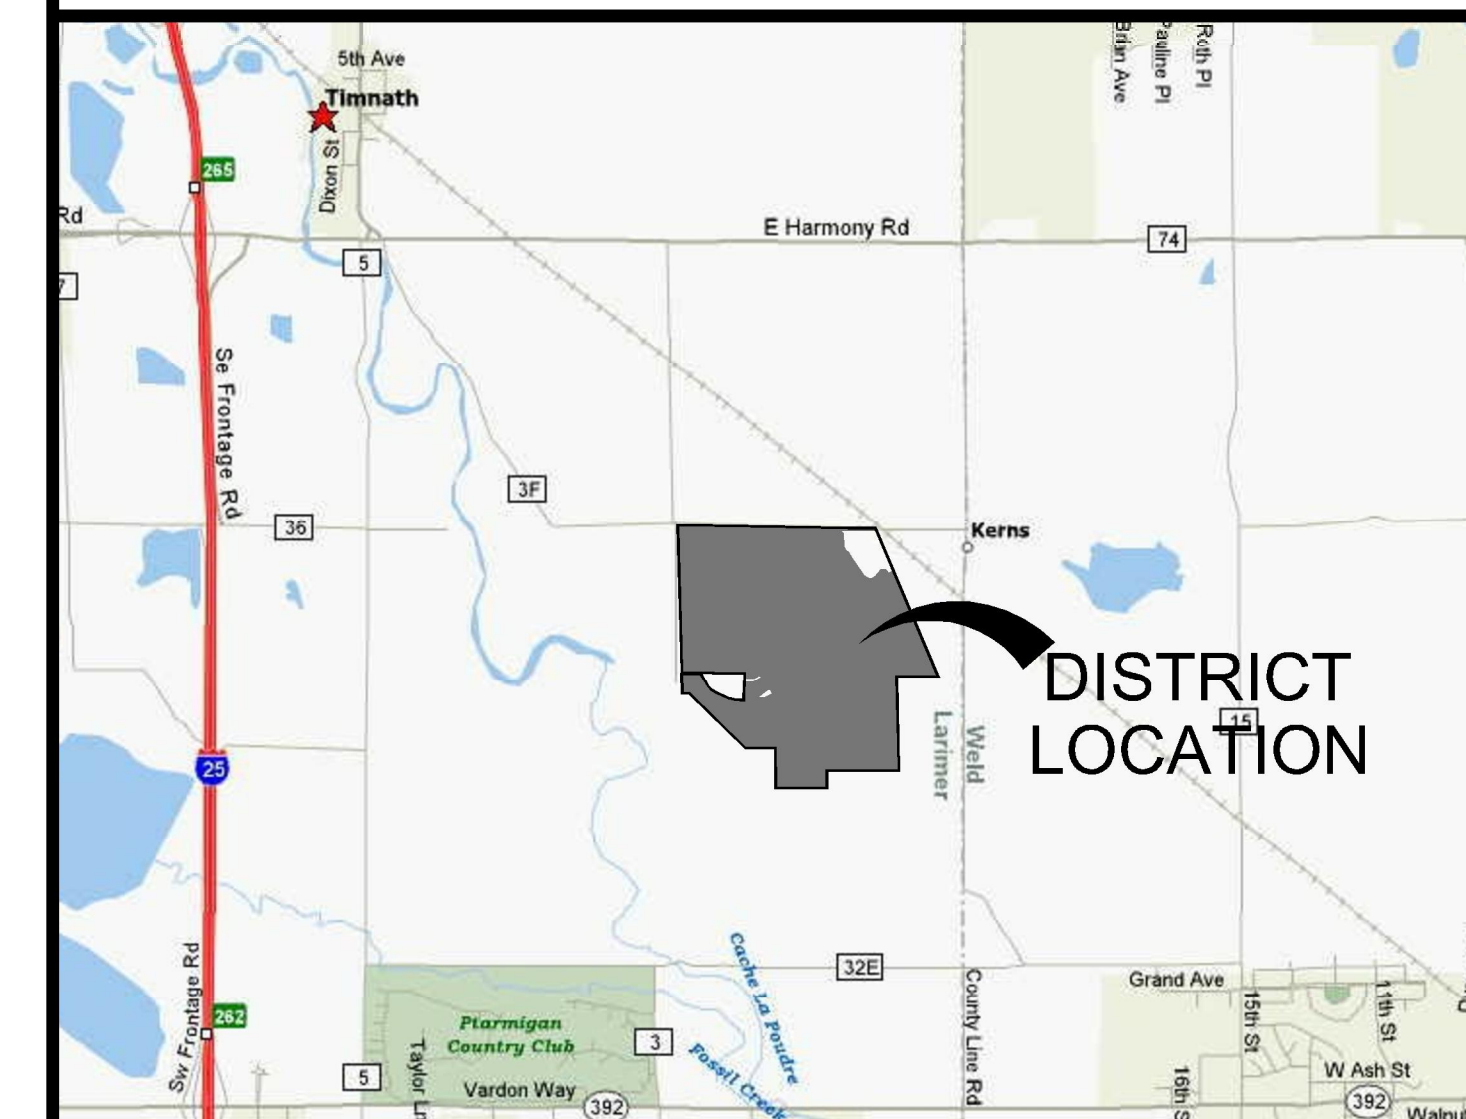 5th Ave
Timnath
Brian Ave
Pauline Pl
Roth Pl
265
Dixon St
Rd
E Harmony Rd
74
5
7
Se Frontage Rd
3F
36
Kerns
DISTRICT
LOCATION
15
Larimer
Weld
25
Cache La Poudre
32E
Grand Ave
Sw Frontage Rd
262
County Line Rd
15th St
11th St
Ptarmigan
Country Club
3
Fossil Creek
5
Taylor Ln
Vardon Way
392
16th S
W Ash St
392
Walnu